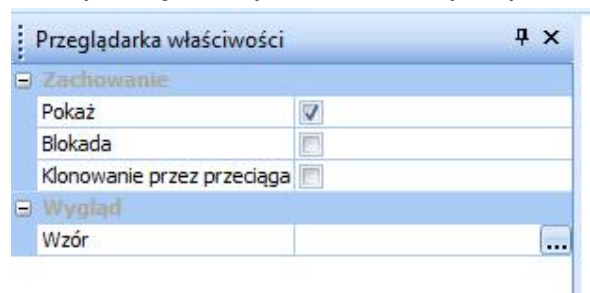 Przeglądarka właściwości
Zachowanie
Pokaż
Blokada
Klonowanie przez przeciąga
Wygląd
Wzór
...